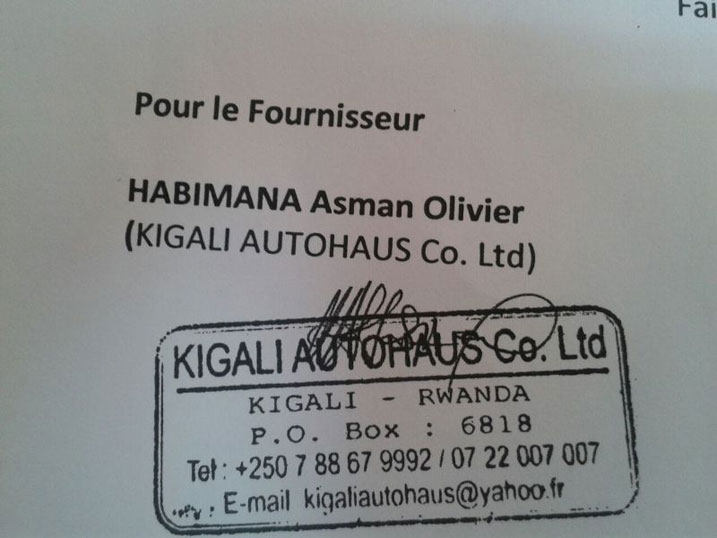 Fai
Pour le Fournisseur
HABIMANA Asman Olivier
(KIGALI AUTOHAUS Co. Ltd)
KIGALI AUTOHAUS Co. Ltd
KIGALI - RWANDA
P.O. Box : 6818
Tel : +250 7 88 67 9992 / 07 22 007 007
E-mail kigaliautohaus@yahoo.fr